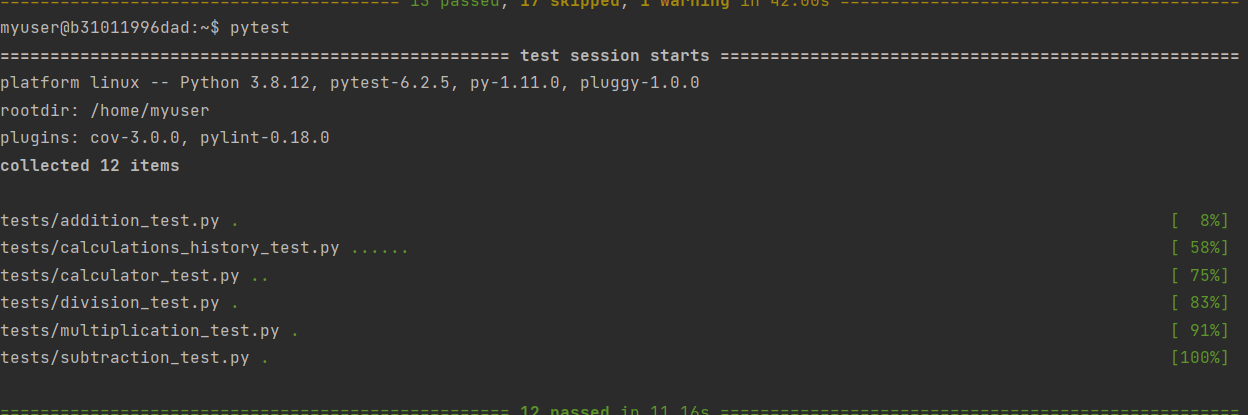 ======================================== 13 passed, 17 skipped, 1 warning in 42.00s ========================================
myuser@b31011996dad:~$ pytest
=================================================== test session starts ====================================================
platform linux -- Python 3.8.12, pytest-6.2.5, py-1.11.0, pluggy-1.0.0
rootdir: /home/myuser
plugins: cov-3.0.0, pylint-0.18.0
collected 12 items
tests/addition_test.py . [  8%]
tests/calculations_history_test.py ...... [ 58%]
tests/calculator_test.py .. [ 75%]
tests/division_test.py . [ 83%]
tests/multiplication_test.py . [ 91%]
tests/subtraction_test.py . [100%]
=================================================== 12 passed in 11.16s ====================================================